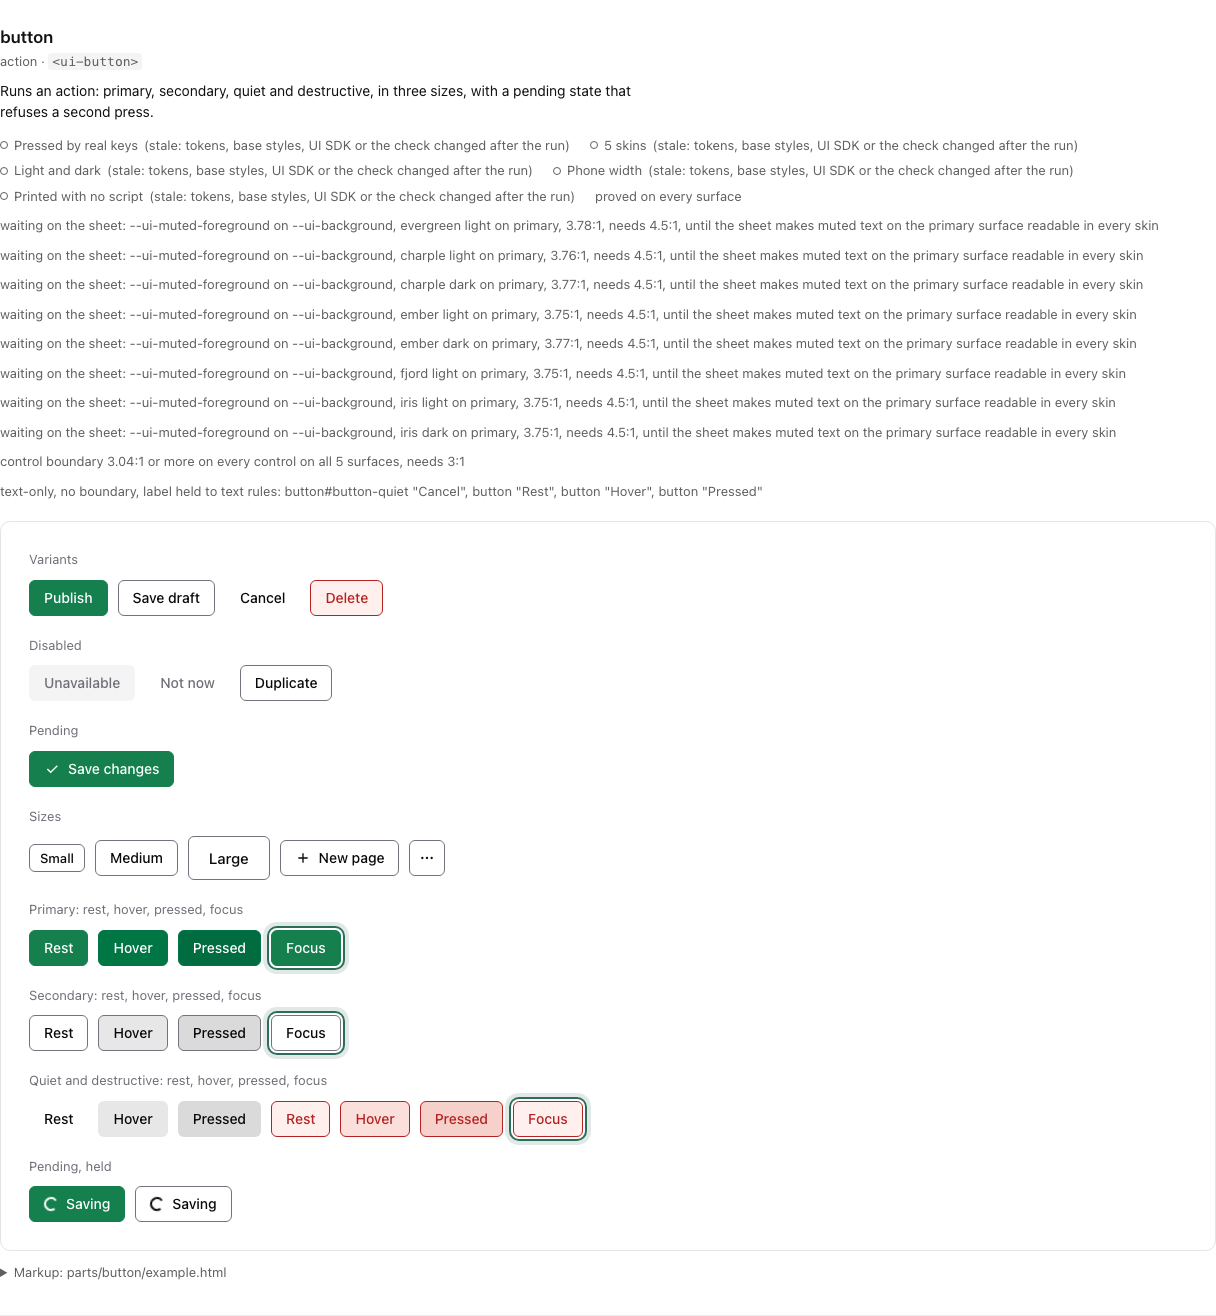 button
action · <ui-button>
Runs an action: primary, secondary, quiet and destructive, in three sizes, with a pending state that
refuses a second press.
Pressed by real keys (stale: tokens, base styles, UI SDK or the check changed after the run) 5 skins (stale: tokens, base styles, UI SDK or the check changed after the run)
Light and dark (stale: tokens, base styles, UI SDK or the check changed after the run) Phone width (stale: tokens, base styles, UI SDK or the check changed after the run)
Printed with no script (stale: tokens, base styles, UI SDK or the check changed after the run) proved on every surface
waiting on the sheet: --ui-muted-foreground on --ui-background, evergreen light on primary, 3.78:1, needs 4.5:1, until the sheet makes muted text on the primary surface readable in every skin
waiting on the sheet: --ui-muted-foreground on --ui-background, charple light on primary, 3.76:1, needs 4.5:1, until the sheet makes muted text on the primary surface readable in every skin
waiting on the sheet: --ui-muted-foreground on --ui-background, charple dark on primary, 3.77:1, needs 4.5:1, until the sheet makes muted text on the primary surface readable in every skin
waiting on the sheet: --ui-muted-foreground on --ui-background, ember light on primary, 3.75:1, needs 4.5:1, until the sheet makes muted text on the primary surface readable in every skin
waiting on the sheet: --ui-muted-foreground on --ui-background, ember dark on primary, 3.77:1, needs 4.5:1, until the sheet makes muted text on the primary surface readable in every skin
waiting on the sheet: --ui-muted-foreground on --ui-background, fjord light on primary, 3.75:1, needs 4.5:1, until the sheet makes muted text on the primary surface readable in every skin
waiting on the sheet: --ui-muted-foreground on --ui-background, iris light on primary, 3.75:1, needs 4.5:1, until the sheet makes muted text on the primary surface readable in every skin
waiting on the sheet: --ui-muted-foreground on --ui-background, iris dark on primary, 3.75:1, needs 4.5:1, until the sheet makes muted text on the primary surface readable in every skin
control boundary 3.04:1 or more on every control on all 5 surfaces, needs 3:1
text-only, no boundary, label held to text rules: button#button-quiet "Cancel", button "Rest", button "Hover", button "Pressed"
Variants
Publish Save draft Cancel Delete
Disabled
Unavailable Not now Duplicate
Pending
Save changes
Sizes
Small Medium Large New page ···
Primary: rest, hover, pressed, focus
Rest Hover Pressed Focus
Secondary: rest, hover, pressed, focus
Rest Hover Pressed Focus
Quiet and destructive: rest, hover, pressed, focus
Rest Hover Pressed Rest Hover Pressed Focus
Pending, held
Saving Saving
Markup: parts/button/example.html